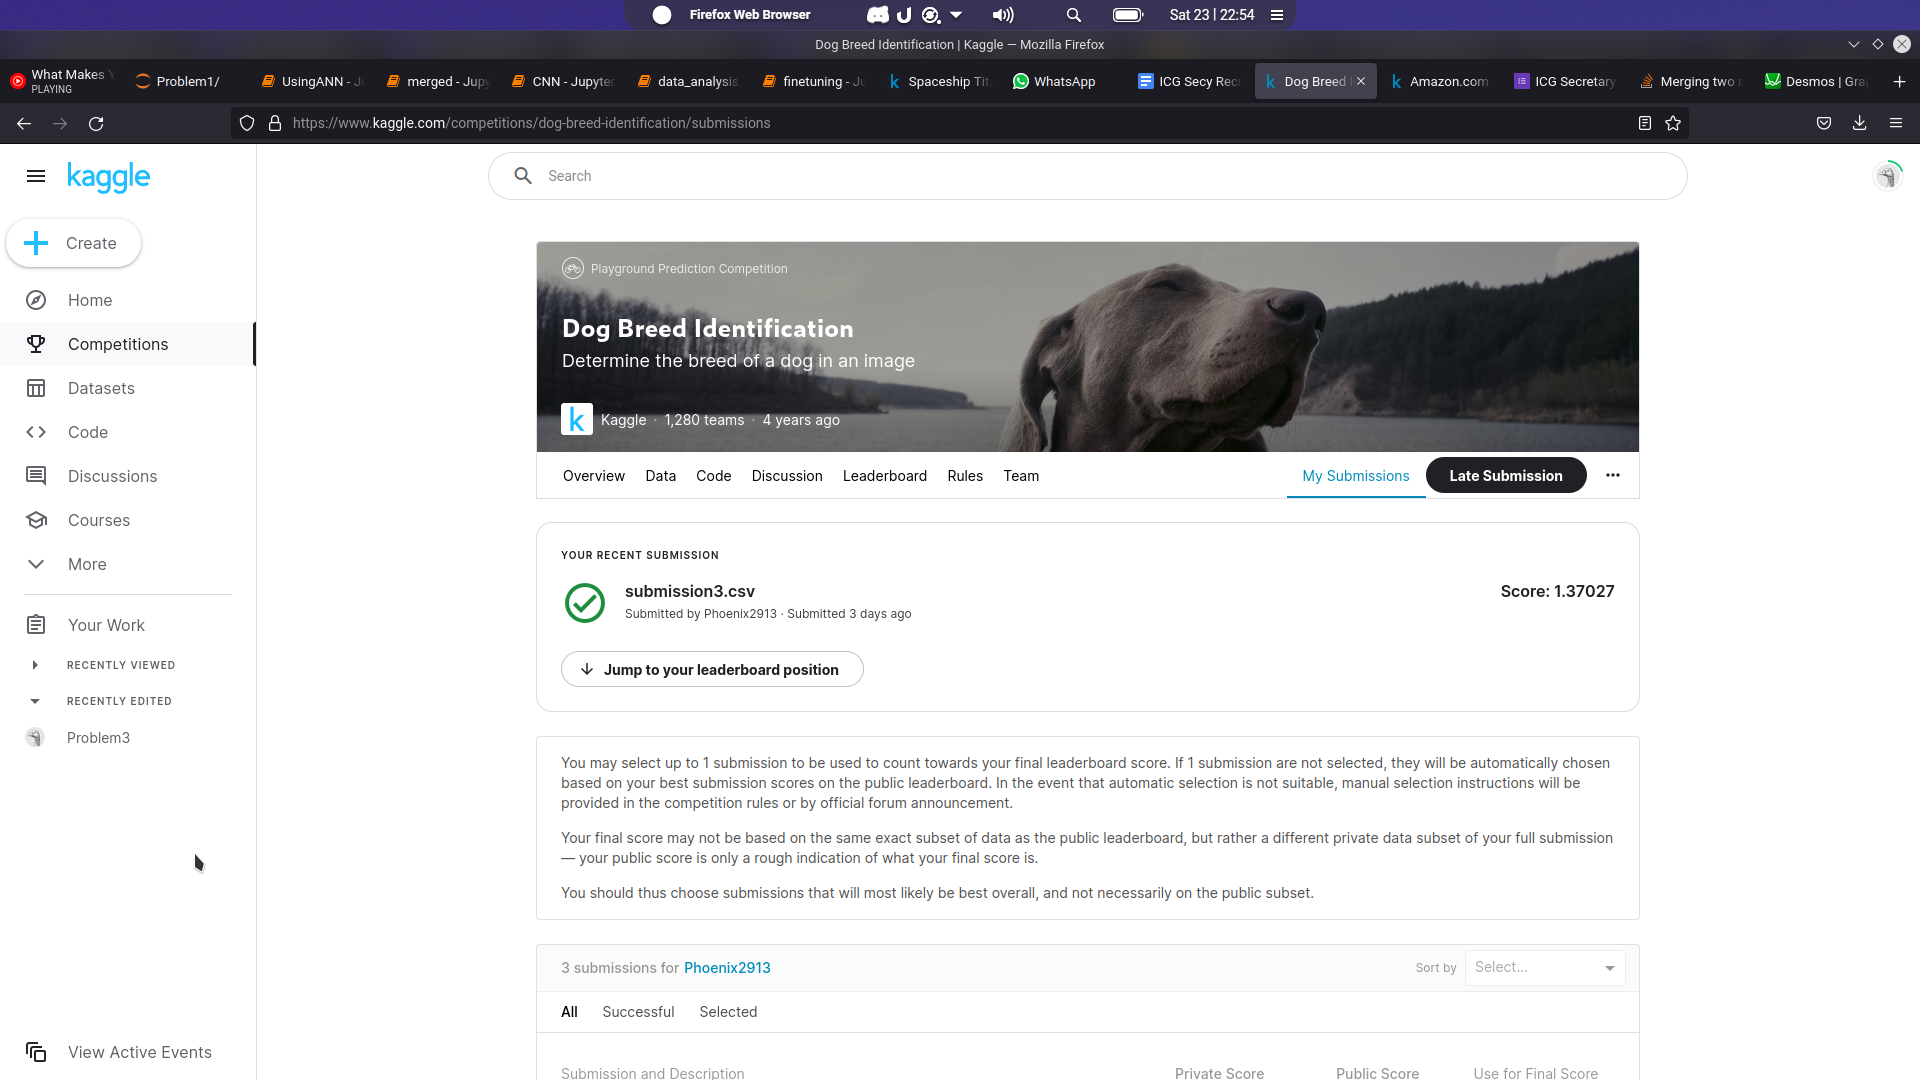 Firefox Web Browser
Sat 23 | 22:54
Dog Breed Identification | Kaggle — Mozilla Firefox
What Makes
PLAYING
Problem1/
UsingANN - J
merged - Jupy
CNN - Jupyter
data_analysis
finetuning - Ju
Spaceship Tit
WhatsApp
ICG Secy Rec
Dog Breed
Amazon.com
ICG Secretary
Merging two
Desmos | Gra
https://www.kaggle.com/competitions/dog-breed-identification/submissions
kaggle
Search
Create
Home
Competitions
Datasets
Code
Discussions
Courses
More
Your Work
RECENTLY VIEWED
RECENTLY EDITED
Problem3
View Active Events
Playground Prediction Competition
Dog Breed Identification
Determine the breed of a dog in an image
k
Kaggle · 1,280 teams · 4 years ago
Overview Data Code Discussion Leaderboard Rules Team My Submissions Late Submission
YOUR RECENT SUBMISSION
submission3.csv
Score: 1.37027
Submitted by Phoenix2913 · Submitted 3 days ago
Jump to your leaderboard position
You may select up to 1 submission to be used to count towards your final leaderboard score. If 1 submission are not selected, they will be automatically chosen
based on your best submission scores on the public leaderboard. In the event that automatic selection is not suitable, manual selection instructions will be
provided in the competition rules or by official forum announcement.
Your final score may not be based on the same exact subset of data as the public leaderboard, but rather a different private data subset of your full submission
— your public score is only a rough indication of what your final score is.
You should thus choose submissions that will most likely be best overall, and not necessarily on the public subset.
3 submissions for Phoenix2913
Sort by
Select...
All Successful Selected
Submission and Description
Private Score
Public Score
Use for Final Score